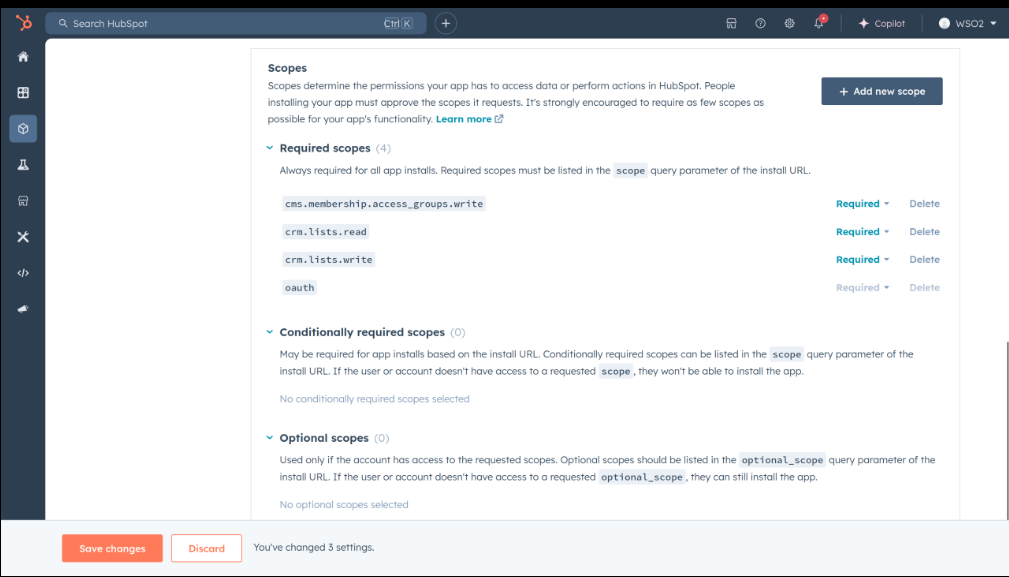 Search HubSpot Ctrl K Copilot WSO2
Scopes
Scopes determine the permissions your app has to access data or perform actions in HubSpot. People
installing your app must approve the scopes it requests. It's strongly encouraged to require as few scopes as
possible for your app's functionality. Learn more
+ Add new scope
Required scopes (4)
Always required for all app installs. Required scopes must be listed in the scope query parameter of the install URL.
cms.membership.access_groups.write Required Delete
crm.lists.read Required Delete
crm.lists.write Required Delete
oauth Required Delete
Conditionally required scopes (0)
May be required for app installs based on the install URL. Conditionally required scopes can be listed in the scope query parameter of the
install URL. If the user or account doesn't have access to a requested scope, they won't be able to install the app.
No conditionally required scopes selected
Optional scopes (0)
Used only if the account has access to the requested scopes. Optional scopes should be listed in the optional_scope query parameter of the
install URL. If the user or account doesn't have access to a requested optional_scope, they can still install the app.
No optional scopes selected
Save changes Discard You've changed 3 settings.